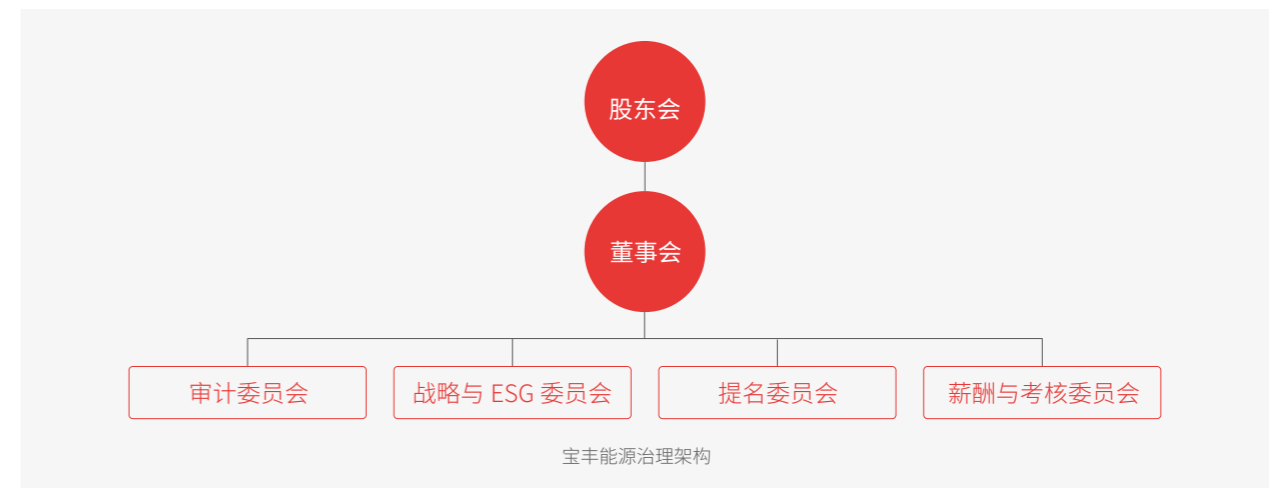 股东会
董事会
审计委员会
战略与 ESG 委员会
提名委员会
薪酬与考核委员会
宝丰能源治理架构